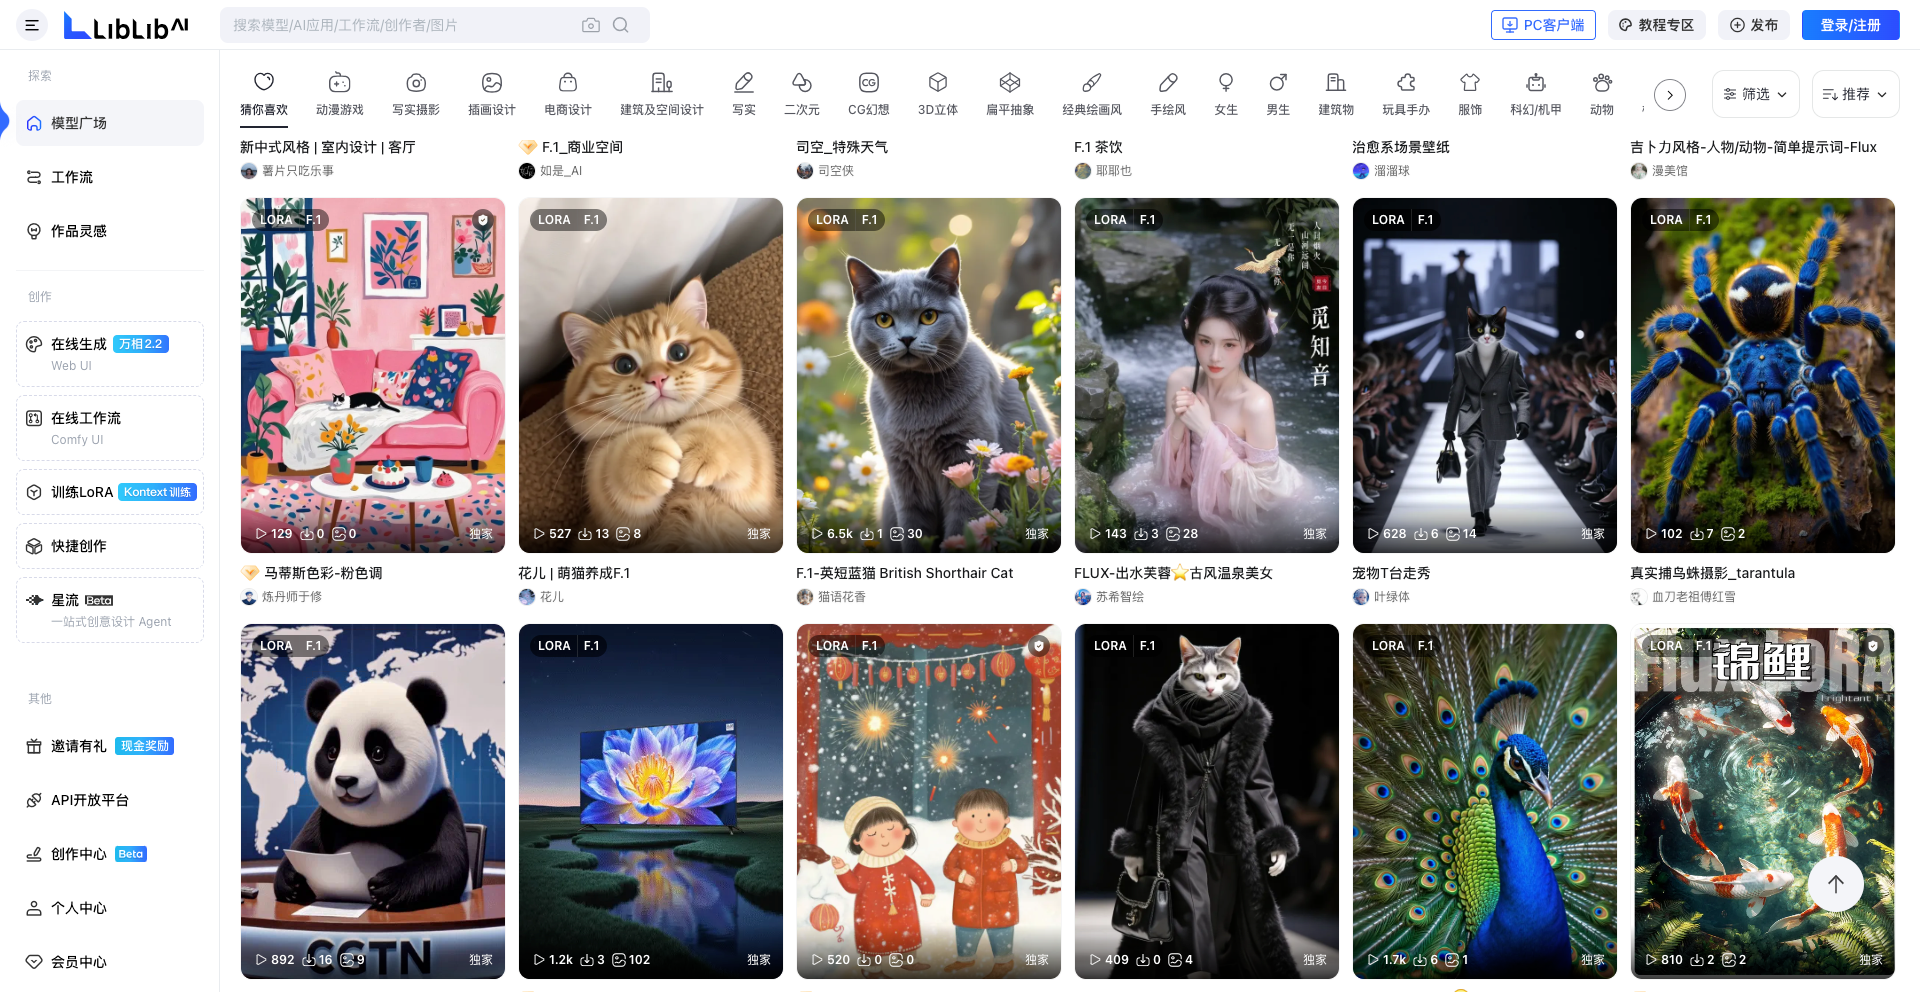 LibLibAI
搜索模型/AI应用/工作流/创作者/图片
PC客户端
教程专区
发布
登录/注册
探索
模型广场
工作流
作品灵感
创作
在线生成 万相2.2
Web UI
在线工作流
Comfy UI
训练LoRA Kontext 训练
快捷创作
星流 Beta
一站式创意设计 Agent
其他
邀请有礼 现金奖励
API开放平台
创作中心 Beta
个人中心
会员中心
猜你喜欢
动漫游戏
写实摄影
插画设计
电商设计
建筑及空间设计
写实
二次元
CG
CG幻想
3D立体
扁平抽象
经典绘画风
手绘风
女生
男生
建筑物
玩具手办
服饰
科幻/机甲
动物
筛选
推荐
新中式风格 | 室内设计 | 客厅
薯片只吃乐事
F.1_商业空间
如是_AI
司空_特殊天气
司空侠
F.1 茶饮
耶耶也
治愈系场景壁纸
溜溜球
吉卜力风格-人物/动物-简单提示词-Flux
漫美馆
LORA F.1
129 0 0 独家
马蒂斯色彩-粉色调
炼丹师于修
LORA F.1
527 13 8 独家
花儿 | 萌猫养成F.1
花儿
LORA F.1
6.5k 1 30 独家
F.1-英短蓝猫 British Shorthair Cat
猫语花香
LORA F.1
觅知音
143 3 28 独家
FLUX-出水芙蓉⭐古风温泉美女
苏希智绘
LORA F.1
628 6 14 独家
宠物T台走秀
叶绿体
LORA F.1
102 7 2 独家
真实捕鸟蛛摄影_tarantula
血刀老祖傅红雪
LORA F.1
CGTN
892 16 9 独家
LORA F.1
1.2k 3 102 独家
LORA F.1
520 0 0 独家
LORA F.1
409 0 4 独家
LORA F.1
1.7k 6 1 独家
LORA F.1
锦鲤
810 2 2 独家